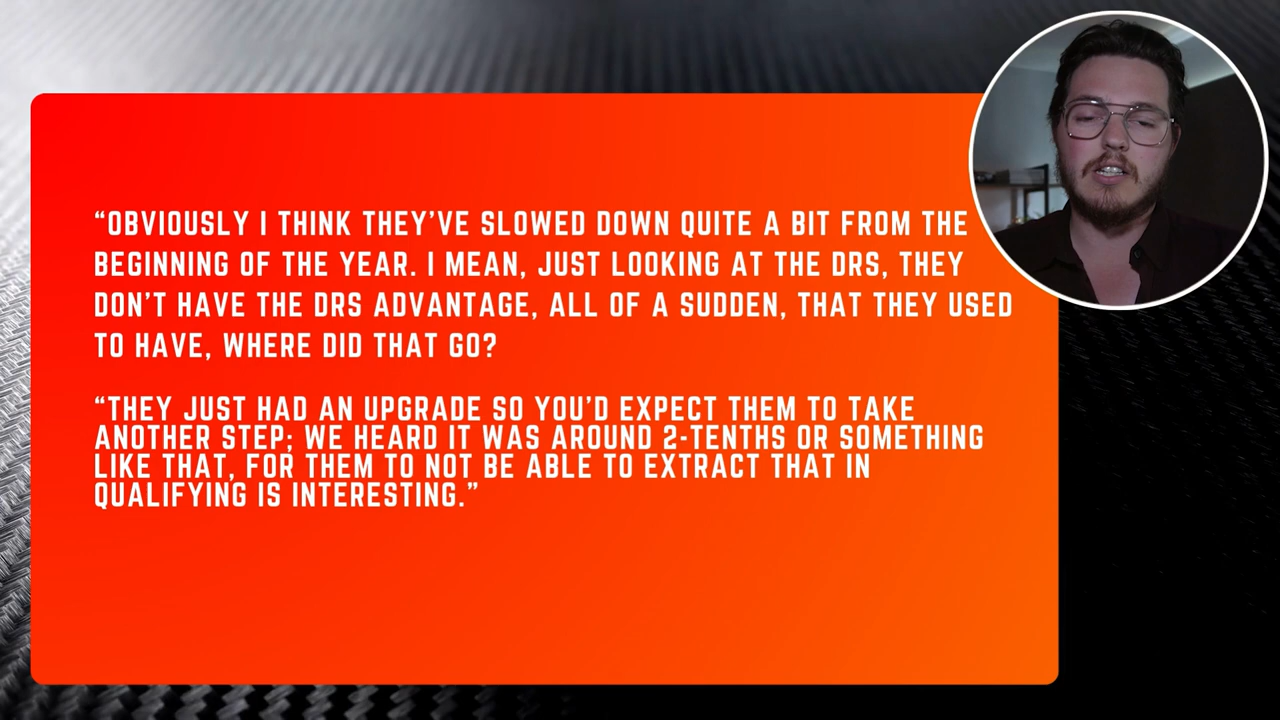 “OBVIOUSLY I THINK THEY’VE SLOWED DOWN QUITE A BIT FROM THE
BEGINNING OF THE YEAR. I MEAN, JUST LOOKING AT THE DRS, THEY
DON’T HAVE THE DRS ADVANTAGE, ALL OF A SUDDEN, THAT THEY USED
TO HAVE, WHERE DID THAT GO?
“THEY JUST HAD AN UPGRADE SO YOU’D EXPECT THEM TO TAKE
ANOTHER STEP; WE HEARD IT WAS AROUND 2-TENTHS OR SOMETHING
LIKE THAT, FOR THEM TO NOT BE ABLE TO EXTRACT THAT IN
QUALIFYING IS INTERESTING.”